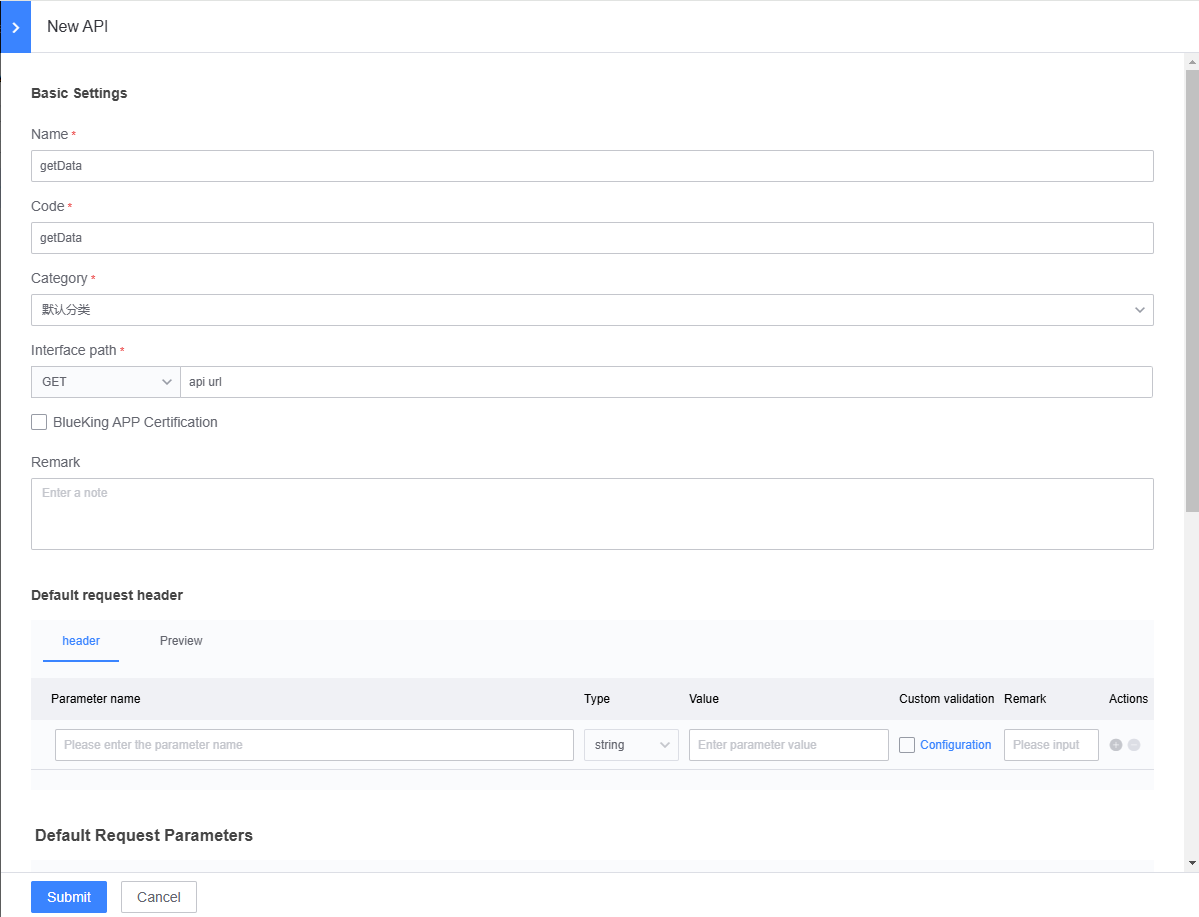 New API
Basic Settings
Name *
getData
Code *
getData
Category *
默认分类
Interface path *
GET api url
BlueKing APP Certification
Remark
Enter a note
Default request header
header Preview
Parameter name Type Value Custom validation Remark Actions
Please enter the parameter name string Enter parameter value Configuration Please input
Default Request Parameters
Submit Cancel